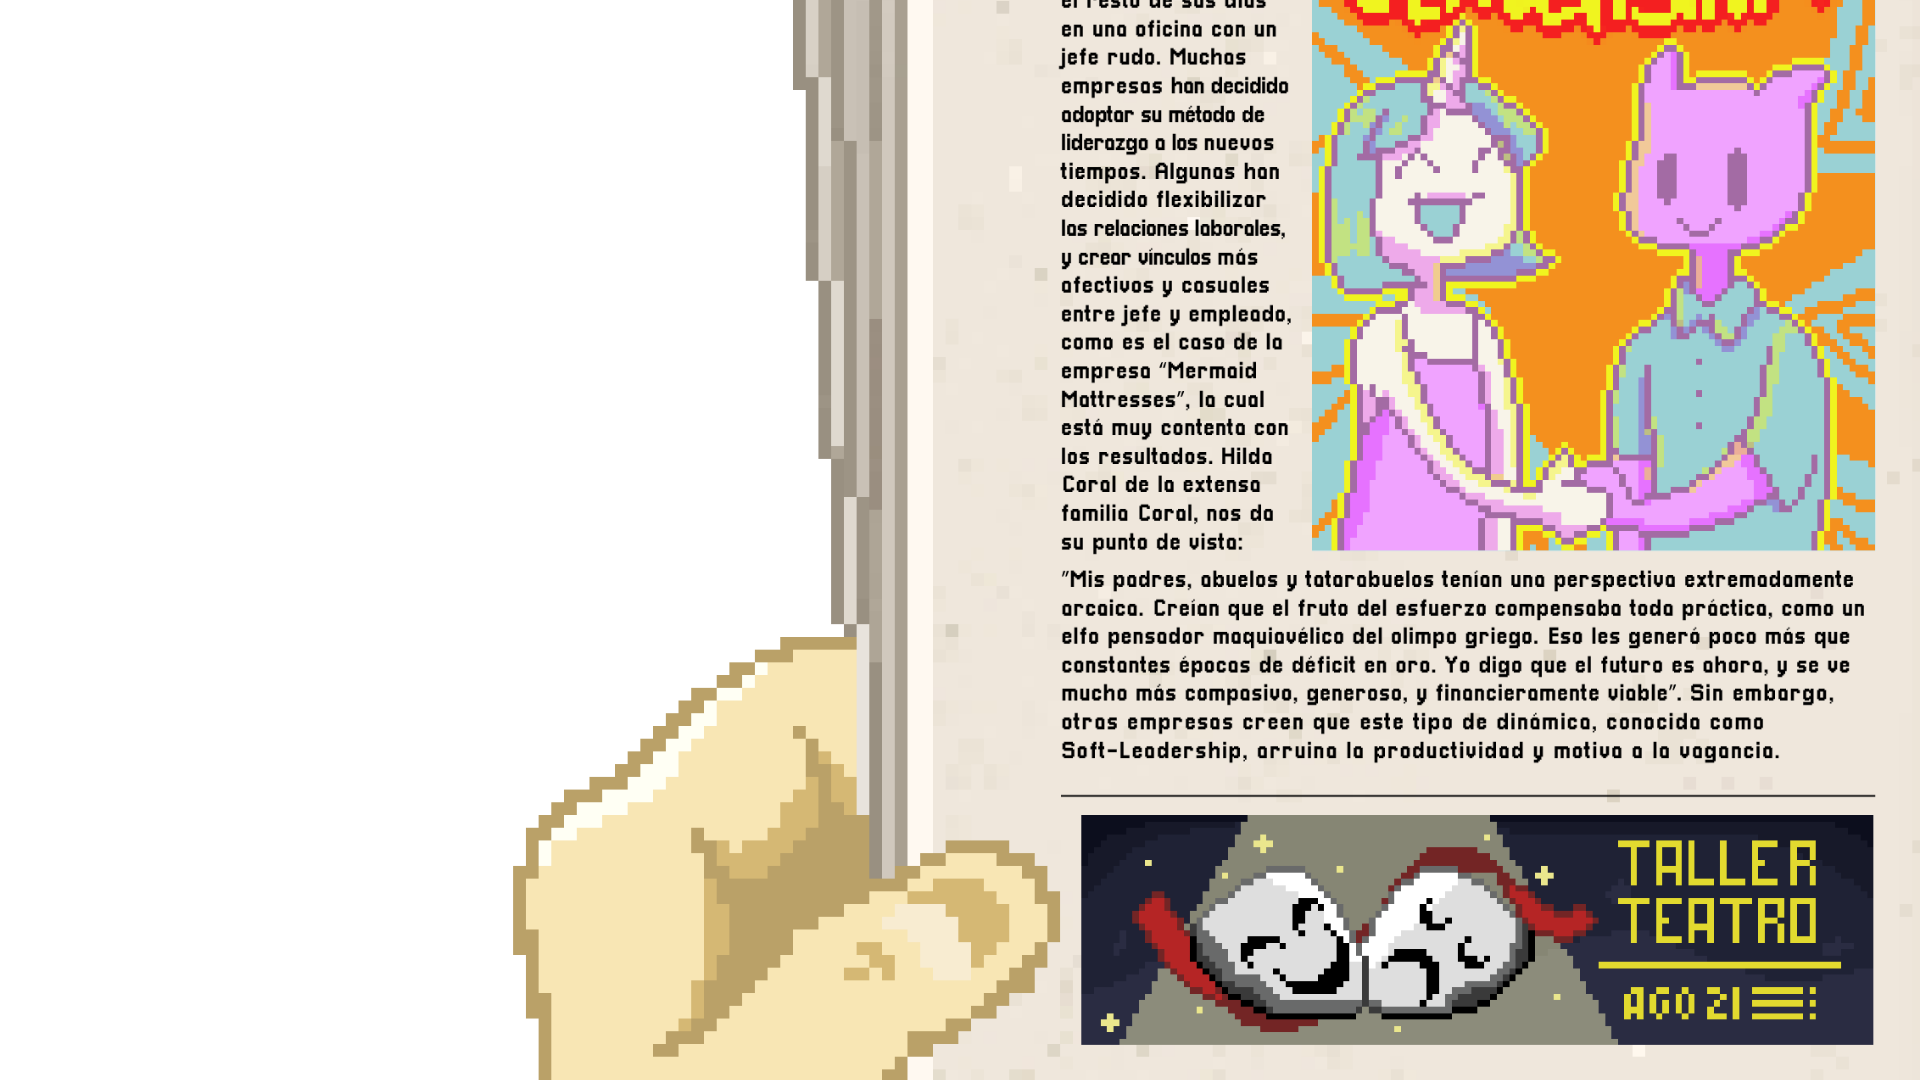 el resto de sus días
en una oficina con un
jefe rudo. Muchas
empresas han decidido
adoptar su método de
liderazgo a los nuevos
tiempos. Algunas han
decidido flexibilizar
las relaciones laborales,
y crear vínculos más
afectivos y casuales
entre jefe y empleado,
como es el caso de la
empresa "Mermaid
Mattresses", la cual
está muy contenta con
los resultados. Hilda
Coral de la extensa
familia Coral, nos da
su punto de vista:
"Mis padres, abuelos y tatarabuelos tenían una perspectiva extremadamente
arcaica. Creían que el fruto del esfuerzo compensaba toda práctica, como un
elfo pensador maquiavélico del olimpo griego. Eso les generó poco más que
constantes épocas de déficit en oro. Yo digo que el futuro es ahora, y se ve
mucho más compasivo, generoso, y financieramente viable". Sin embargo,
otras empresas creen que este tipo de dinámica, conocida como
Soft-Leadership, arruina la productividad y motiva a la vagancia.
TALLER
TEATRO
AGO 21